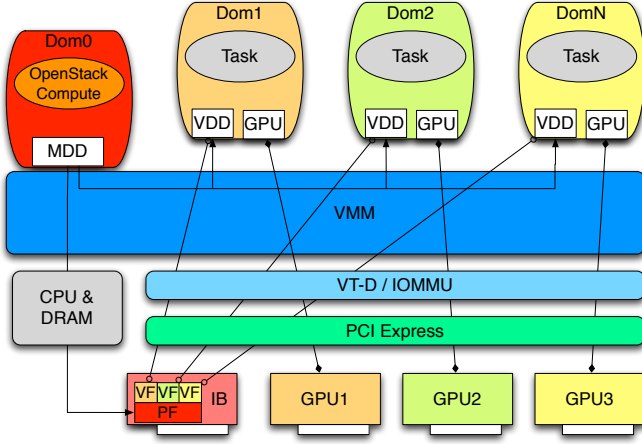 Dom0
Dom1
Dom2
DomN
OpenStack
Compute
Task
Task
Task
MDD
VDD
GPU
VDD
GPU
VDD
GPU
VMM
CPU &
DRAM
VT-D / IOMMU
PCI Express
VF
VF
VF
PF
IB
GPU1
GPU2
GPU3